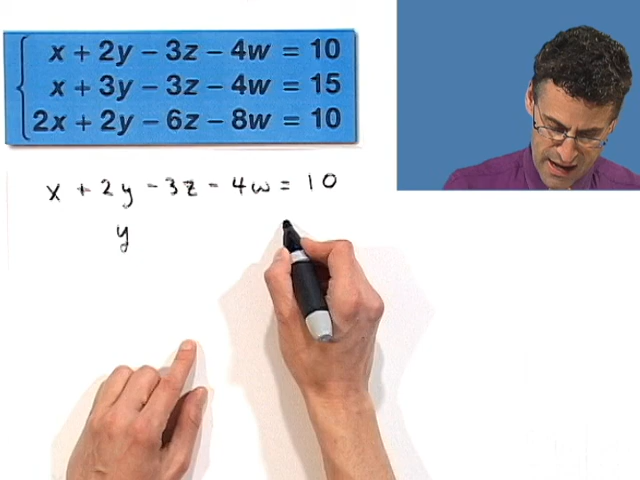 x + 2y − 3z − 4w = 10
x + 3y − 3z − 4w = 15
2x + 2y − 6z − 8w = 10
x + 2y − 3z − 4w = 10
y